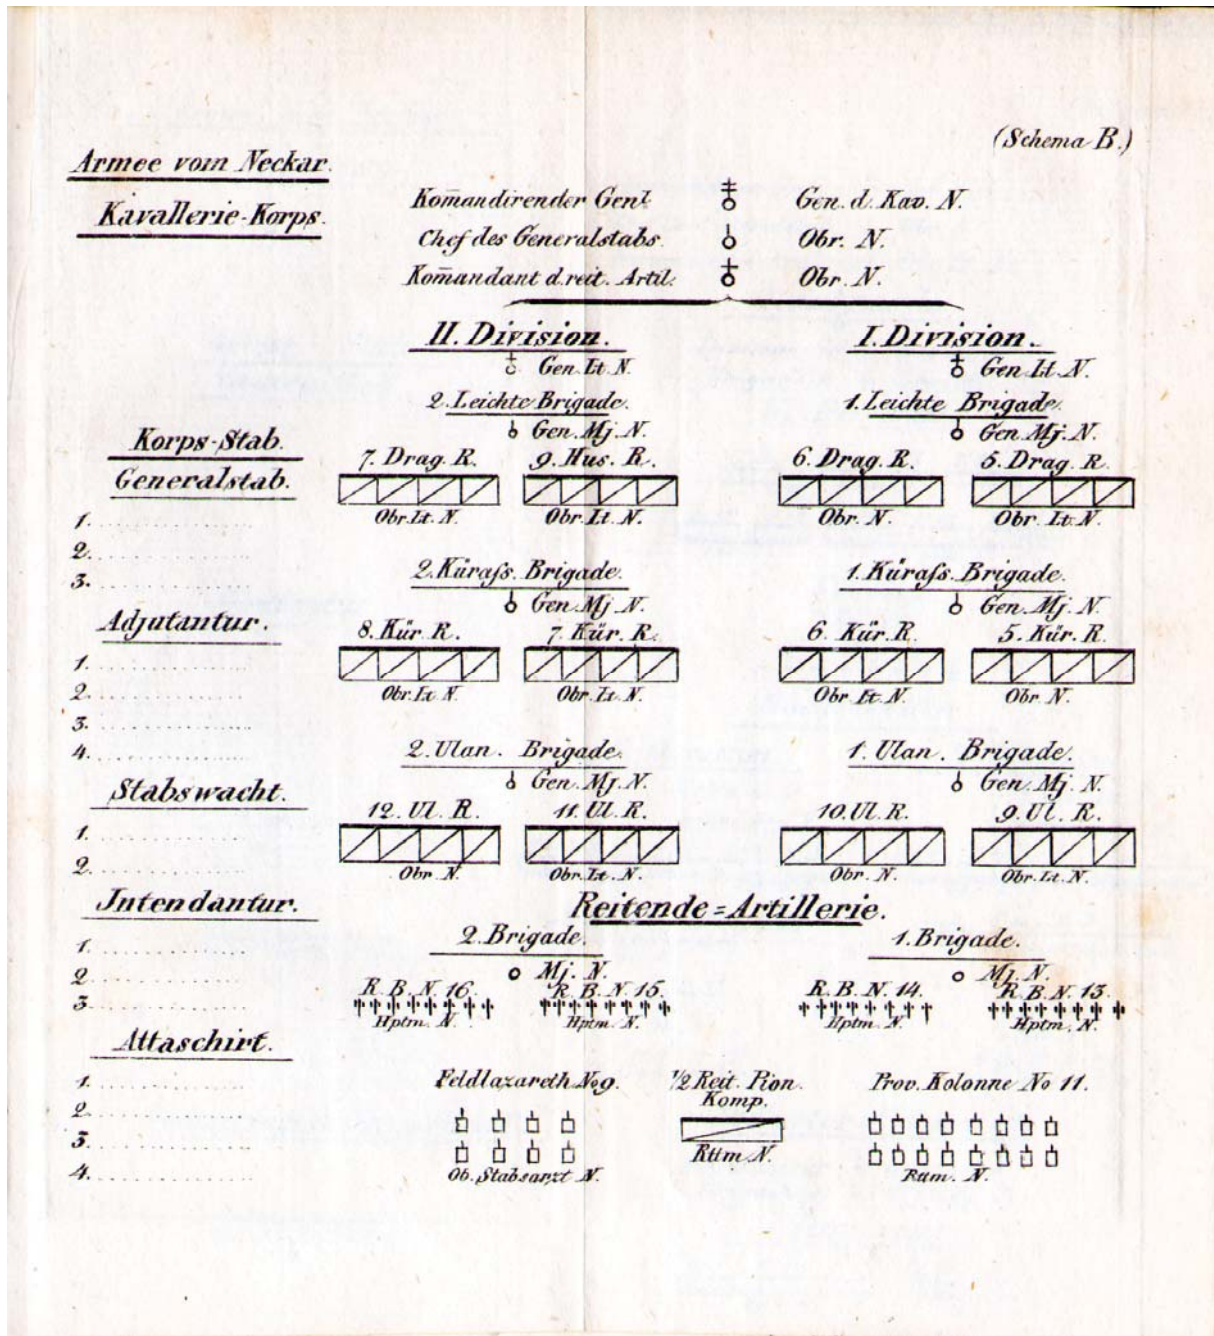 (Schema B.)
Armee vom Neckar.
Kavallerie-Korps.
Kom̄andirender Genl. Gen. d. Kav. N.
Chef des Generalstabs. Obr. N.
Kom̄andant d. reit. Artil. Obr. N.
II. Division. I. Division.
Gen. Lt. N. Gen. Lt. N.
2. Leichte Brigade. 1. Leichte Brigade.
Gen. Mj. N. Gen. Mj. N.
Korps-Stab.
7. Drag. R. 9. Hus. R. 6. Drag. R. 5. Drag. R.
Generalstab.
Obr. Lt. N. Obr. Lt. N. Obr. N. Obr. Lt. N.
1.
2.
3.
2. Küraſs. Brigade. 1. Küraſs. Brigade.
Gen. Mj. N. Gen. Mj. N.
Adjutantur.
8. Kür. R. 7. Kür. R. 6. Kür. R. 5. Kür. R.
Obr. Lt. N. Obr. Lt. N. Obr. Lt. N. Obr. N.
1.
2.
3.
4.
2. Ulan. Brigade. 1. Ulan. Brigade.
Gen. Mj. N. Gen. Mj. N.
Stabswacht.
12. Ul. R. 11. Ul. R. 10. Ul. R. 9. Ul. R.
Obr. N. Obr. Lt. N. Obr. N. Obr. Lt. N.
1.
2.
Intendantur.
Reitende=Artillerie.
2. Brigade. 1. Brigade.
Mj. N. Mj. N.
R. B. N. 16. R. B. N. 15. R. B. N. 14. R. B. N. 13.
Hptm. N. Hptm. N. Hptm. N. Hptm. N.
1.
2.
3.
Attaschirt.
1.
2.
3.
4.
Feldlazareth No 9. 1/2 Reit. Pion. Prov. Kolonne No 11.
Komp.
Ob. Stabsarzt N. Rttm. N. Rttm. N.